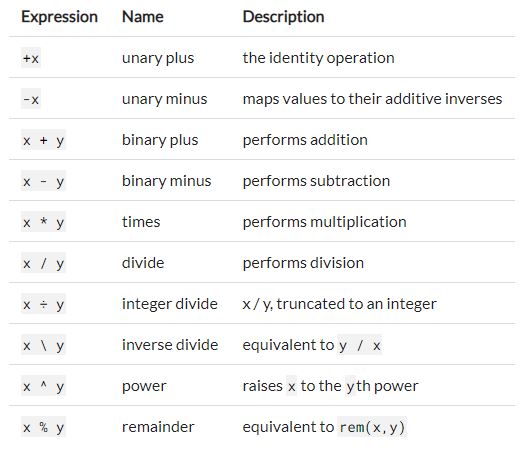 Expression Name Description
+x unary plus the identity operation
-x unary minus maps values to their additive inverses
x + y binary plus performs addition
x - y binary minus performs subtraction
x * y times performs multiplication
x / y divide performs division
x ÷ y integer divide x / y, truncated to an integer
x \ y inverse divide equivalent to y / x
x ^ y power raises x to the yth power
x % y remainder equivalent to rem(x,y)